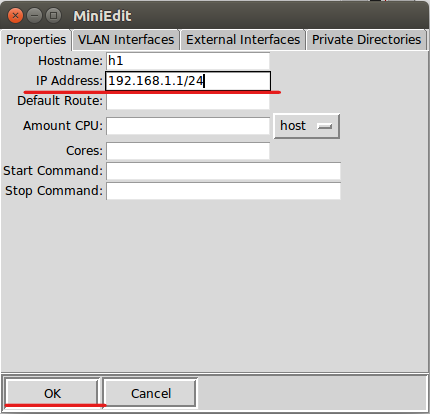 MiniEdit
Properties VLAN Interfaces External Interfaces Private Directories
Hostname: h1
IP Address: 192.168.1.1/24
Default Route:
Amount CPU: host
Cores:
Start Command:
Stop Command:
OK Cancel